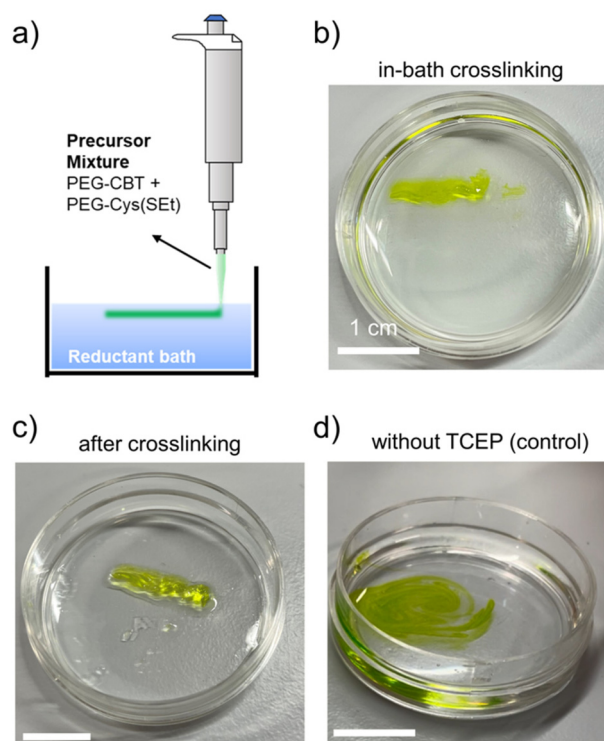 a)
Precursor
Mixture
PEG-CBT +
PEG-Cys(SEt)
Reductant bath
b)
in-bath crosslinking
1 cm
c)
after crosslinking
d)
without TCEP (control)